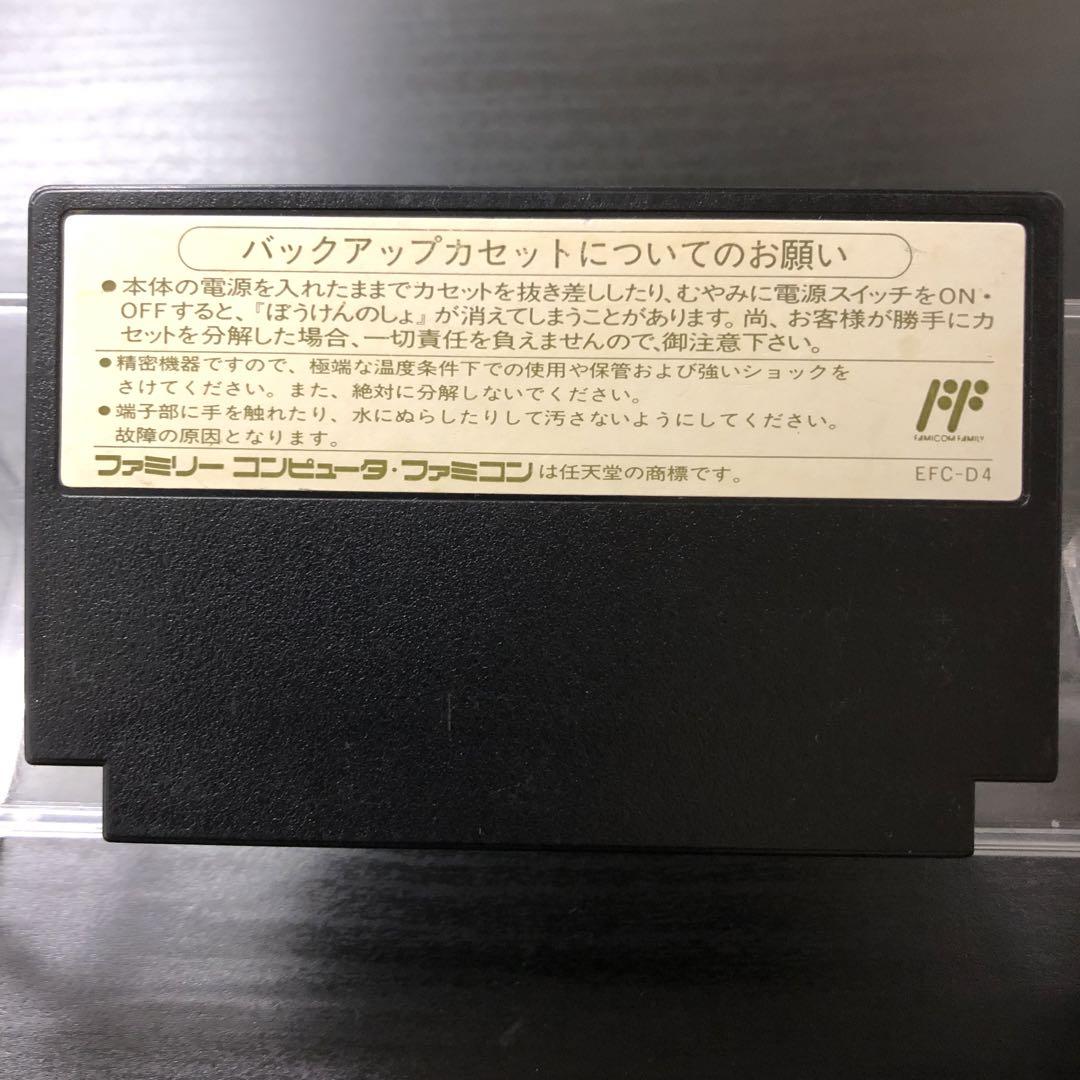 バックアップカセットについてのお願い
●本体の電源を入れたままでカセットを抜き差ししたり、むやみに電源スイッチをON・
OFFすると、『ぼうけんのしょ』が消えてしまうことがあります。尚、お客様が勝手にカ
セットを分解した場合、一切責任を負えませんので、御注意下さい。
●精密機器ですので、極端な温度条件下での使用や保管および強いショックを
さけてください。また、絶対に分解しないでください。
●端子部に手を触れたり、水にぬらしたりして汚さないようにしてください。
故障の原因となります。
FAMICOM FAMILY
ファミリーコンピュータ・ファミコンは任天堂の商標です。
EFC-D4